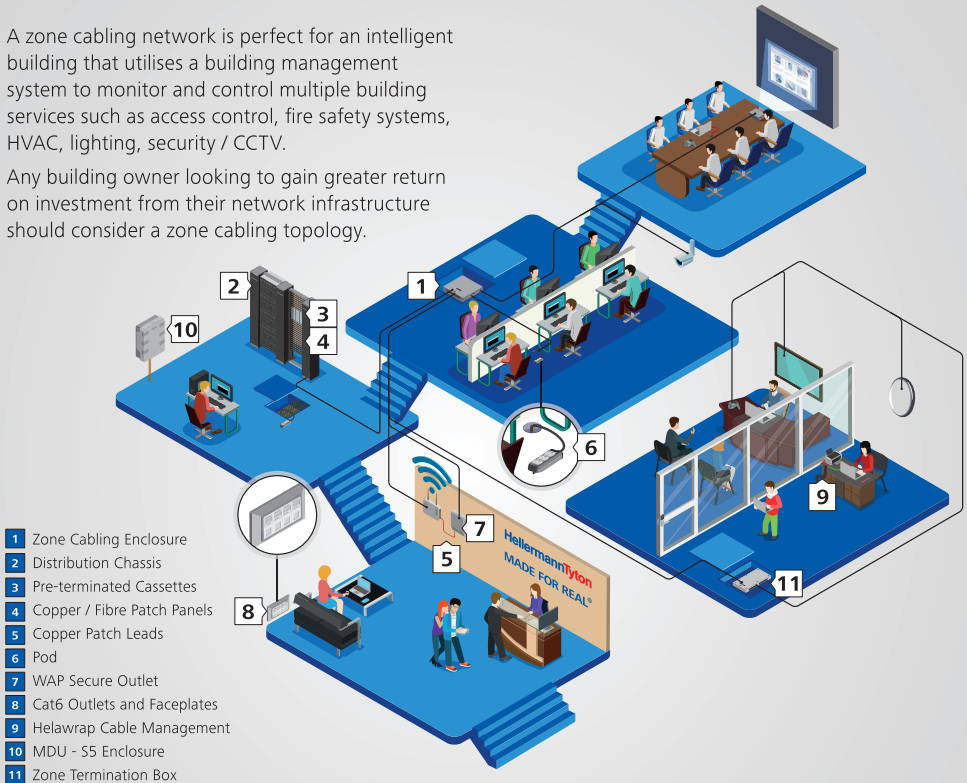 A zone cabling network is perfect for an intelligent
building that utilises a building management
system to monitor and control multiple building
services such as access control, fire safety systems,
HVAC, lighting, security / CCTV.
Any building owner looking to gain greater return
on investment from their network infrastructure
should consider a zone cabling topology.
1
2
3
4
10
6
9
7
5
HellermannTyton
MADE FOR REAL®
11
8
1 Zone Cabling Enclosure
2 Distribution Chassis
3 Pre-terminated Cassettes
4 Copper / Fibre Patch Panels
5 Copper Patch Leads
6 Pod
7 WAP Secure Outlet
8 Cat6 Outlets and Faceplates
9 Helawrap Cable Management
10 MDU - S5 Enclosure
11 Zone Termination Box